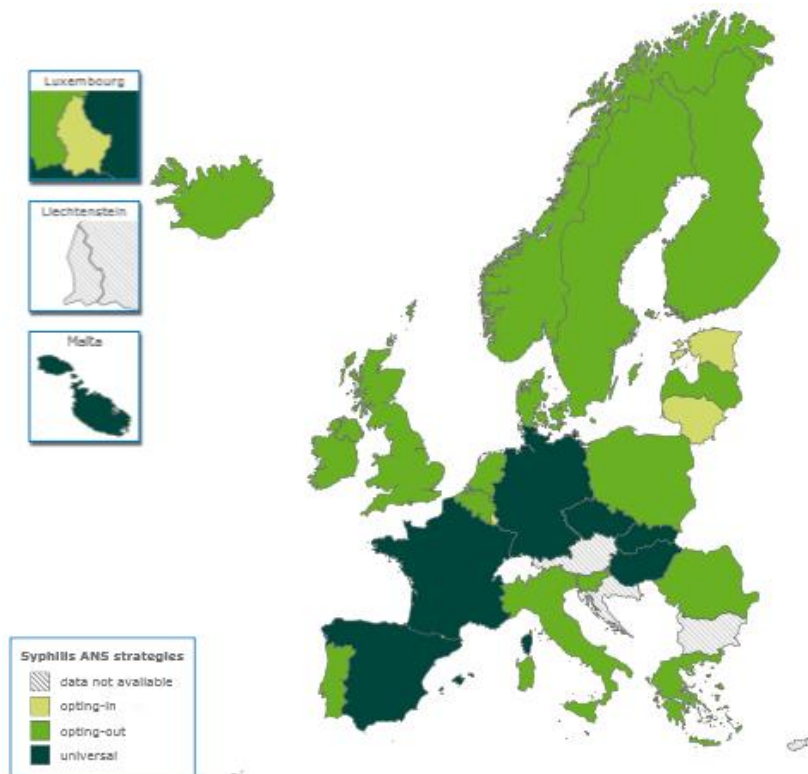 Luxembourg
Liechtenstein
Malta
Syphilis ANS strategies
data not available
opting-in
opting-out
universal